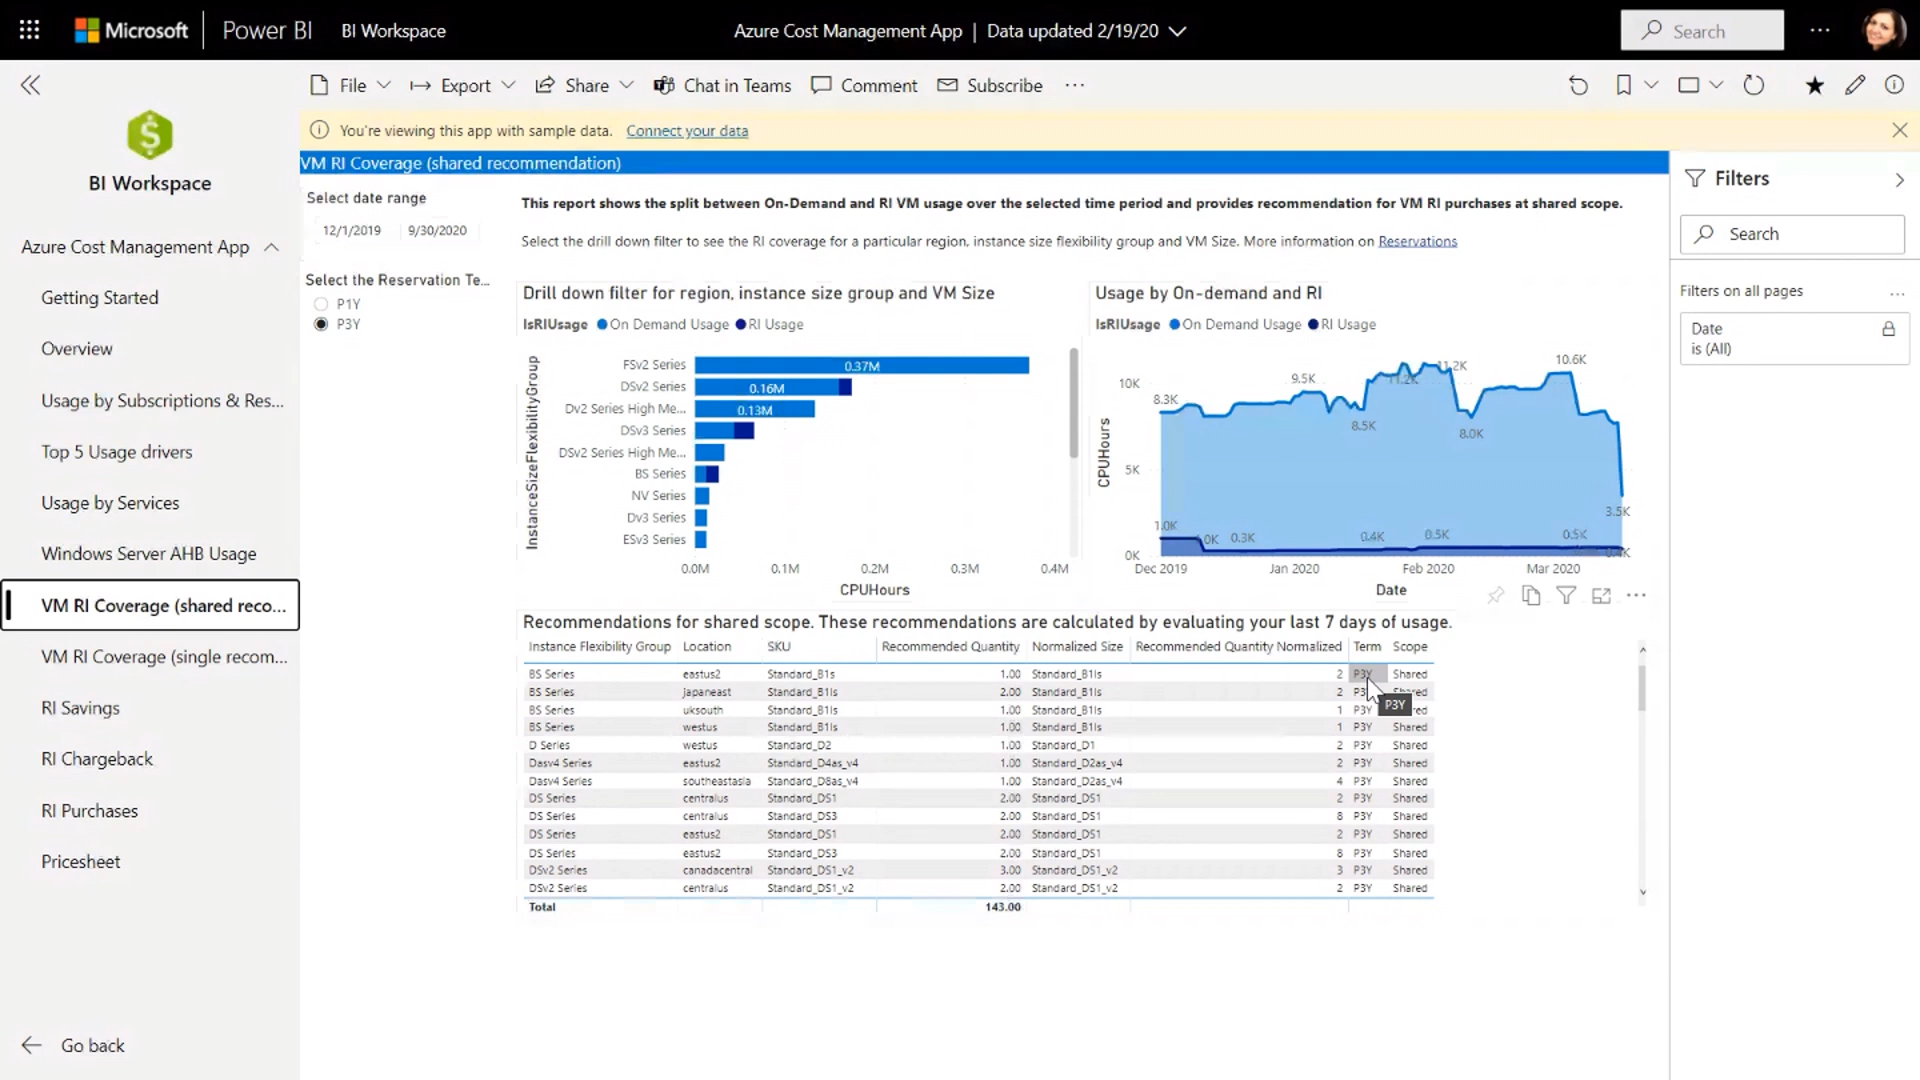 Microsoft Power BI BI Workspace Azure Cost Management App | Data updated 2/19/20 Search ...
File Export Share Chat in Teams Comment Subscribe ...
You're viewing this app with sample data. Connect your data
BI Workspace
Azure Cost Management App
Getting Started
Overview
Usage by Subscriptions & Res...
Top 5 Usage drivers
Usage by Services
Windows Server AHB Usage
VM RI Coverage (shared reco...
VM RI Coverage (single recom...
RI Savings
RI Chargeback
RI Purchases
Pricesheet
Go back
VM RI Coverage (shared recommendation)
Select date range
12/1/2019 9/30/2020
Select the Reservation Te...
P1Y
P3Y
This report shows the split between On-Demand and RI VM usage over the selected time period and provides recommendation for VM RI purchases at shared scope.
Select the drill down filter to see the RI coverage for a particular region, instance size flexibility group and VM Size. More information on Reservations
Drill down filter for region, instance size group and VM Size
IsRIUsage On Demand Usage RI Usage
InstanceSizeFlexibilityGroup
FSv2 Series 0.37M
DSv2 Series 0.16M
Dv2 Series High Me... 0.13M
DSv3 Series
DSv2 Series High Me...
BS Series
NV Series
Dv3 Series
ESv3 Series
0.0M 0.1M 0.2M 0.3M 0.4M
CPUHours
Usage by On-demand and RI
IsRIUsage On Demand Usage RI Usage
CPUHours
10K
5K
0K
8.3K 9.5K 8.5K 11.2K 11.2K 8.0K 10.6K 3.5K
1.0K 0.3K 0.4K 0.5K 0.5K 0.4K
Dec 2019 Jan 2020 Feb 2020 Mar 2020
Date
Recommendations for shared scope. These recommendations are calculated by evaluating your last 7 days of usage.
Instance Flexibility Group Location SKU Recommended Quantity Normalized Size Recommended Quantity Normalized Term Scope
BS Series eastus2 Standard_B1s 1.00 Standard_B1ls 2 P3Y Shared
BS Series japaneast Standard_B1ls 2.00 Standard_B1ls 2
BS Series uksouth Standard_B1ls 1.00 Standard_B1ls 1 P3Y
BS Series westus Standard_B1ls 1.00 Standard_B1ls 1 P3Y Shared
D Series westus Standard_D2 1.00 Standard_D1 2 P3Y Shared
Dasv4 Series eastus2 Standard_D4as_v4 1.00 Standard_D2as_v4 2 P3Y Shared
Dasv4 Series southeastasia Standard_D8as_v4 1.00 Standard_D2as_v4 4 P3Y Shared
DS Series centralus Standard_DS1 2.00 Standard_DS1 2 P3Y Shared
DS Series centralus Standard_DS3 2.00 Standard_DS1 8 P3Y Shared
DS Series eastus2 Standard_DS1 2.00 Standard_DS1 2 P3Y Shared
DS Series eastus2 Standard_DS3 2.00 Standard_DS1 8 P3Y Shared
DSv2 Series canadacentral Standard_DS1_v2 3.00 Standard_DS1_v2 3 P3Y Shared
DSv2 Series centralus Standard_DS1_v2 2.00 Standard_DS1_v2 2 P3Y Shared
Total 143.00
P3Y
Filters
Search
Filters on all pages ...
Date
is (All)